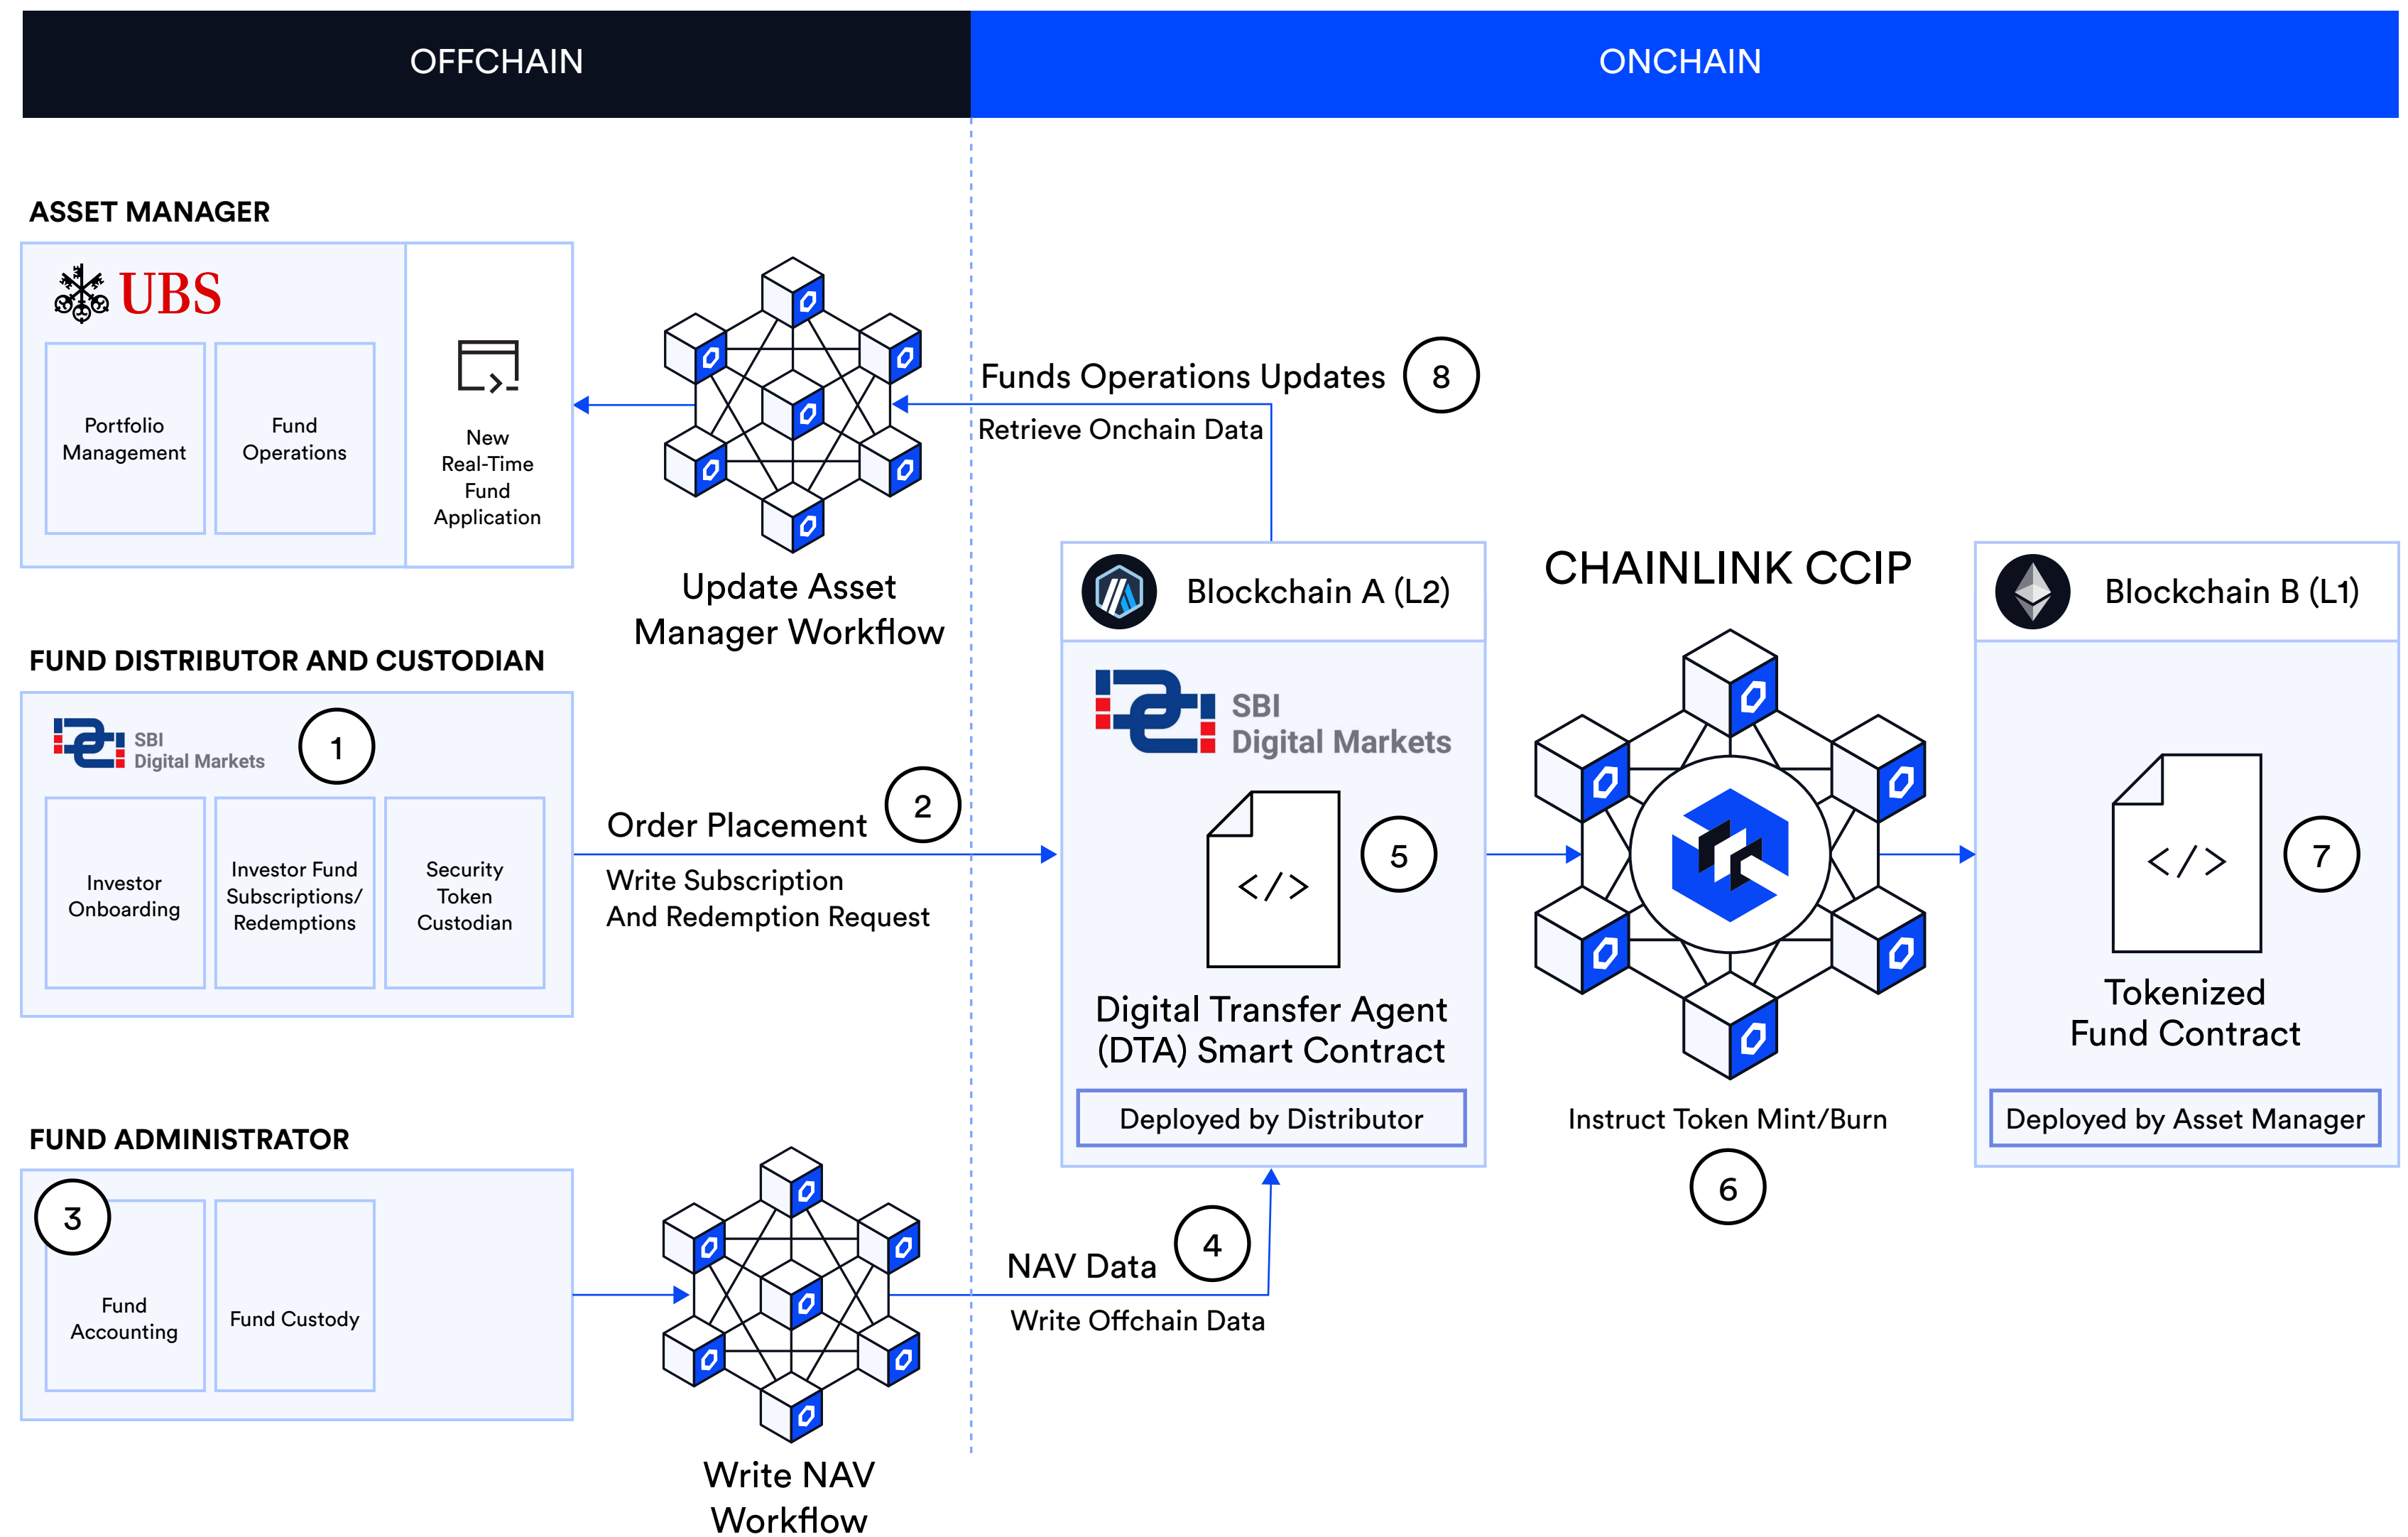 OFFCHAIN
ONCHAIN
ASSET MANAGER
UBS
Portfolio
Management
Fund
Operations
New
Real-Time
Fund
Application
Update Asset
Manager Workflow
Funds Operations Updates
8
Retrieve Onchain Data
FUND DISTRIBUTOR AND CUSTODIAN
SBI
Digital Markets
1
Investor
Onboarding
Investor Fund
Subscriptions/
Redemptions
Security
Token
Custodian
Order Placement
2
Write Subscription
And Redemption Request
Blockchain A (L2)
SBI
Digital Markets
</>
5
Digital Transfer Agent
(DTA) Smart Contract
Deployed by Distributor
CHAINLINK CCIP
Instruct Token Mint/Burn
6
Blockchain B (L1)
</>
7
Tokenized
Fund Contract
Deployed by Asset Manager
FUND ADMINISTRATOR
3
Fund
Accounting
Fund Custody
Write NAV
Workflow
NAV Data
4
Write Offchain Data